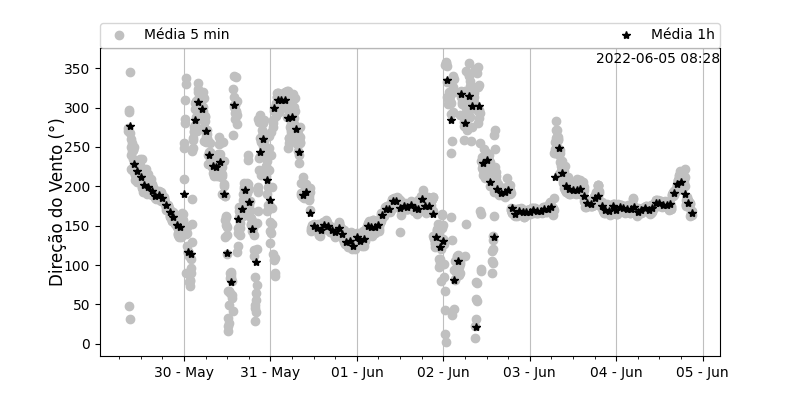 Média 5 min
Média 1h
2022-06-05 08:28
Direção do Vento (°)
350
300
250
200
150
100
50
0
30 - May
31 - May
01 - Jun
02 - Jun
03 - Jun
04 - Jun
05 - Jun